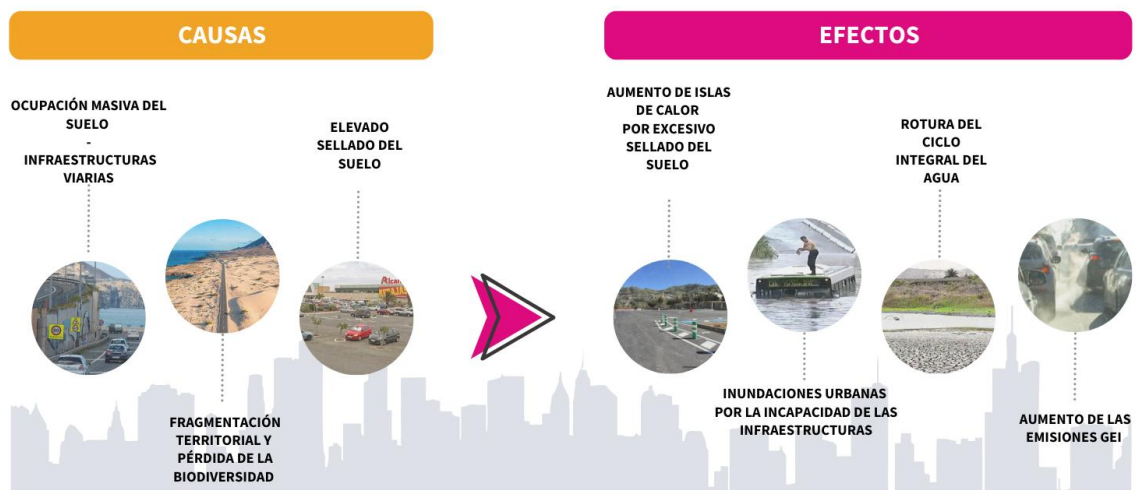 CAUSAS
OCUPACIÓN MASIVA DEL
SUELO
-
INFRAESTRUCTURAS
VIARIAS
FRAGMENTACIÓN
TERRITORIAL Y
PÉRDIDA DE LA
BIODIVERSIDAD
ELEVADO
SELLADO DEL
SUELO
EFECTOS
AUMENTO DE ISLAS
DE CALOR
POR EXCESIVO
SELLADO DEL
SUELO
INUNDACIONES URBANAS
POR LA INCAPACIDAD DE LAS
INFRAESTRUCTURAS
ROTURA DEL
CICLO
INTEGRAL DEL
AGUA
AUMENTO DE LAS
EMISIONES GEI